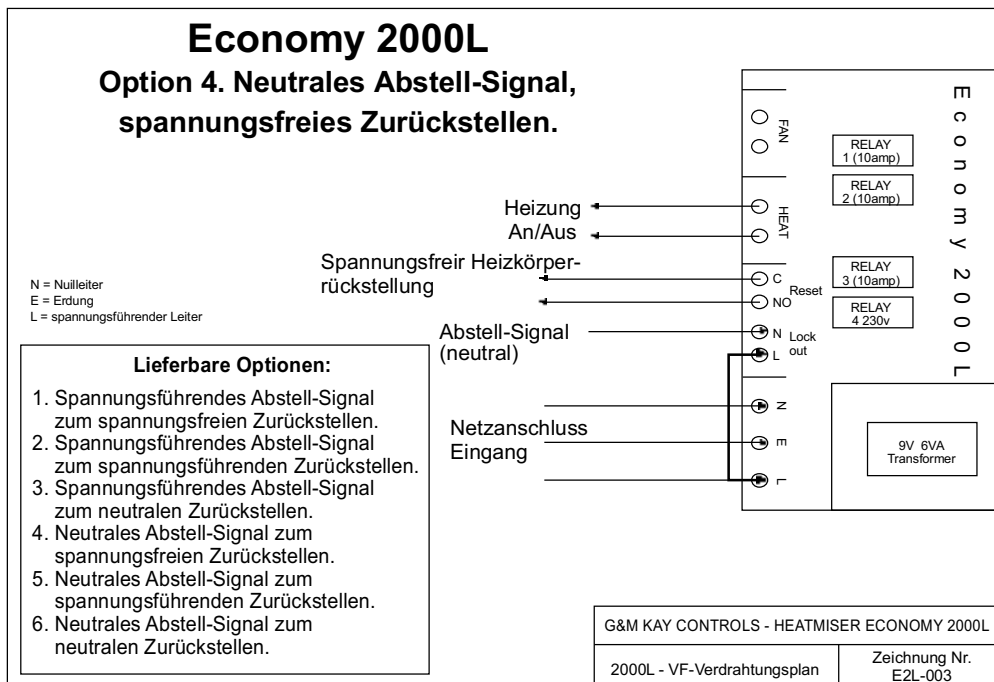 Economy 2000L
Option 4. Neutrales Abstell-Signal,
spannungsfreies Zurückstellen.
Economy 2000L
FAN
RELAY
1 (10amp)
RELAY
2 (10amp)
HEAT
Heizung
An/Aus
Spannungsfreir Heizkörper-
rückstellung
C
NO
Reset
RELAY
3 (10amp)
RELAY
4 230v
N = Nuilleiter
E = Erdung
L = spannungsführender Leiter
Abstell-Signal
(neutral)
N
L
Lock
out
Lieferbare Optionen:
1. Spannungsführendes Abstell-Signal
zum spannungsfreien Zurückstellen.
2. Spannungsführendes Abstell-Signal
zum spannungsführenden Zurückstellen.
3. Spannungsführendes Abstell-Signal
zum neutralen Zurückstellen.
4. Neutrales Abstell-Signal zum
spannungsfreien Zurückstellen.
5. Neutrales Abstell-Signal zum
spannungsführenden Zurückstellen.
6. Neutrales Abstell-Signal zum
neutralen Zurückstellen.
Netzanschluss
Eingang
N
E
L
9V 6VA
Transformer
G&M KAY CONTROLS - HEATMISER ECONOMY 2000L
2000L - VF-Verdrahtungsplan
Zeichnung Nr.
E2L-003